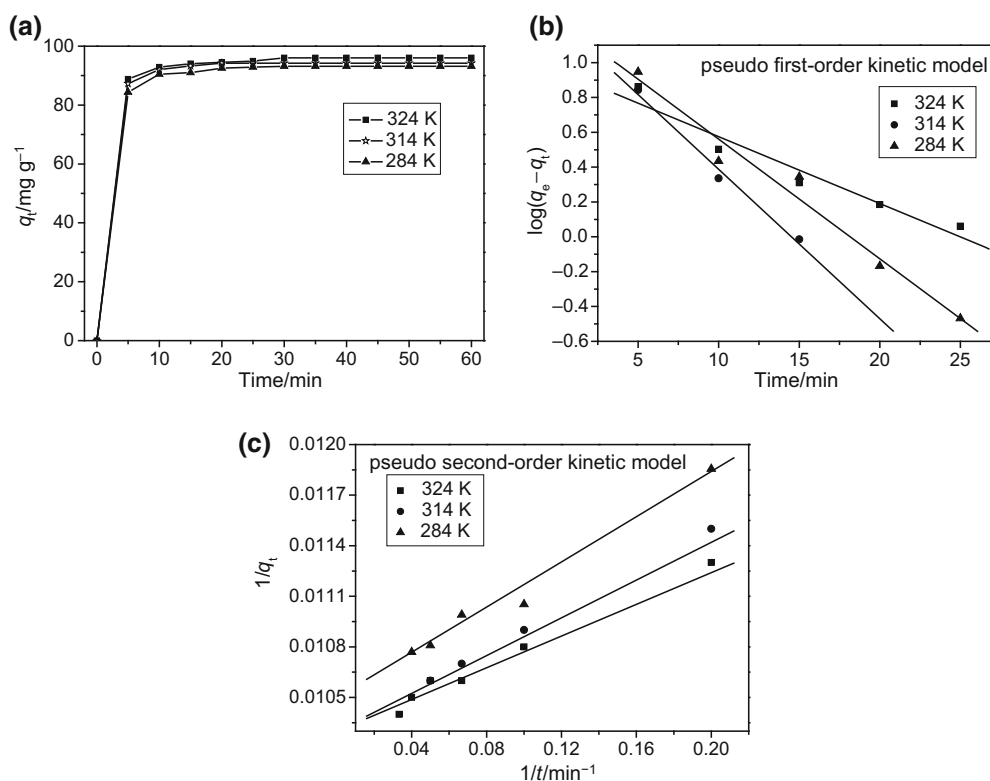 (a)
100
80
60
40
20
0
qt/mg g⁻¹
324 K
314 K
284 K
0 10 20 30 40 50 60
Time/min
(b)
pseudo first-order kinetic model
1.0
0.8
0.6
0.4
0.2
0.0
−0.2
−0.4
−0.6
log(qe−qt)
324 K
314 K
284 K
5 10 15 20 25
Time/min
(c)
pseudo second-order kinetic model
0.0120
0.0117
0.0114
0.0111
0.0108
0.0105
1/qt
324 K
314 K
284 K
0.04 0.08 0.12 0.16 0.20
1/t/min⁻¹